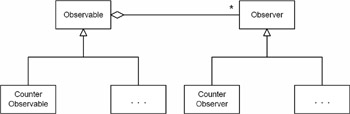 Observable
*
Observer
Counter
Observable
. . .
Counter
Observer
. . .